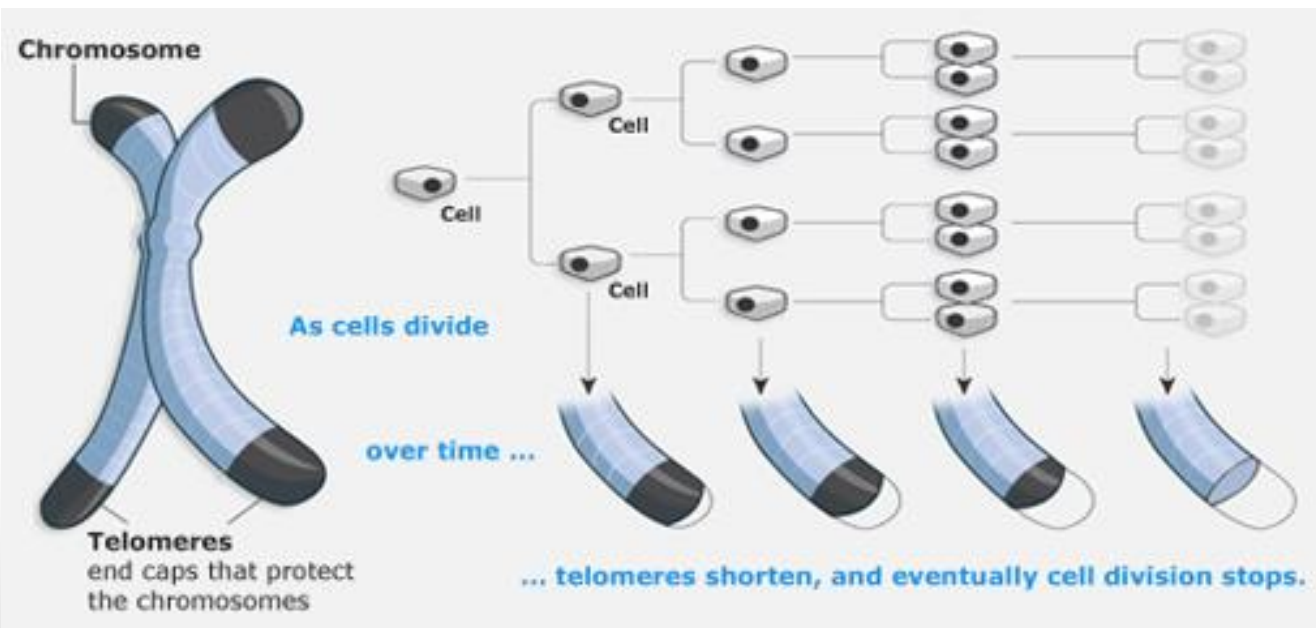 Chromosome
Cell
Cell
Cell
As cells divide
over time ...
Telomeres
end caps that protect
the chromosomes
... telomeres shorten, and eventually cell division stops.